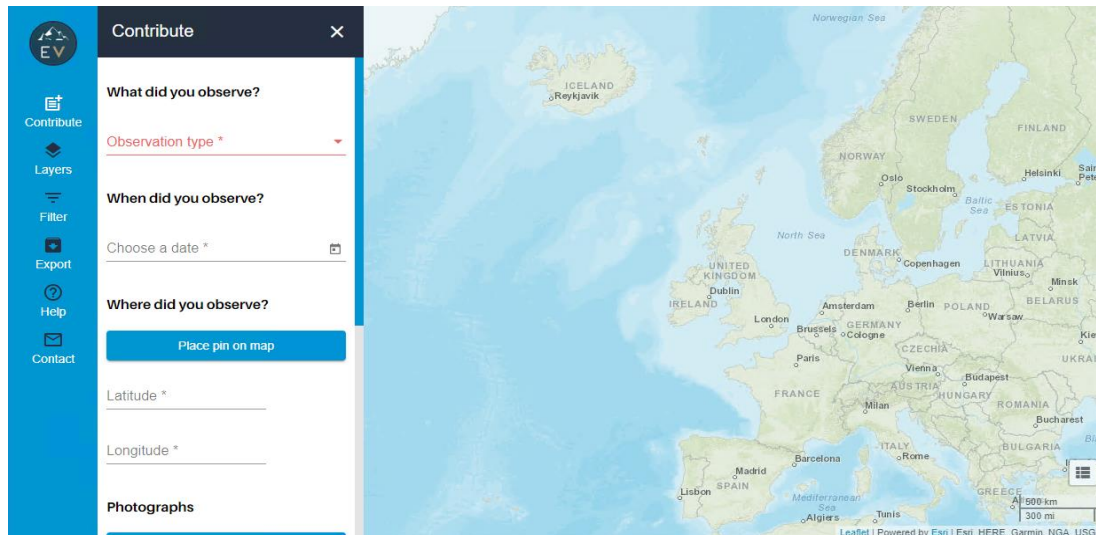 EV
Contribute
Layers
Filter
Export
Help
Contact
Contribute
What did you observe?
Observation type *
When did you observe?
Choose a date *
Where did you observe?
Place pin on map
Latitude *
Longitude *
Photographs
Norwegian Sea
ICELAND
Reykjavik
SWEDEN
FINLAND
NORWAY
Oslo
Helsinki
Stockholm
Baltic
Sea
ESTONIA
North Sea
LATVIA
DENMARK
Copenhagen
LITHUANIA
Vilnius
UNITED
KINGDOM
Minsk
Dublin
IRELAND
BELARUS
Amsterdam
Berlin
POLAND
Warsaw
London
Brussels
GERMANY
Cologne
CZECHIA
Paris
Vienna
UKRAI
Budapest
AUSTRIA
HUNGARY
FRANCE
Milan
ROMANIA
Bucharest
ITALY
BULGARIA
Barcelona
Rome
Madrid
SPAIN
Lisbon
GREECE
Mediterranean
Sea
500 km
300 mi
Algiers
Tunis
Leaflet | Powered by Esri | Esri, HERE, Garmin, NGA, USG